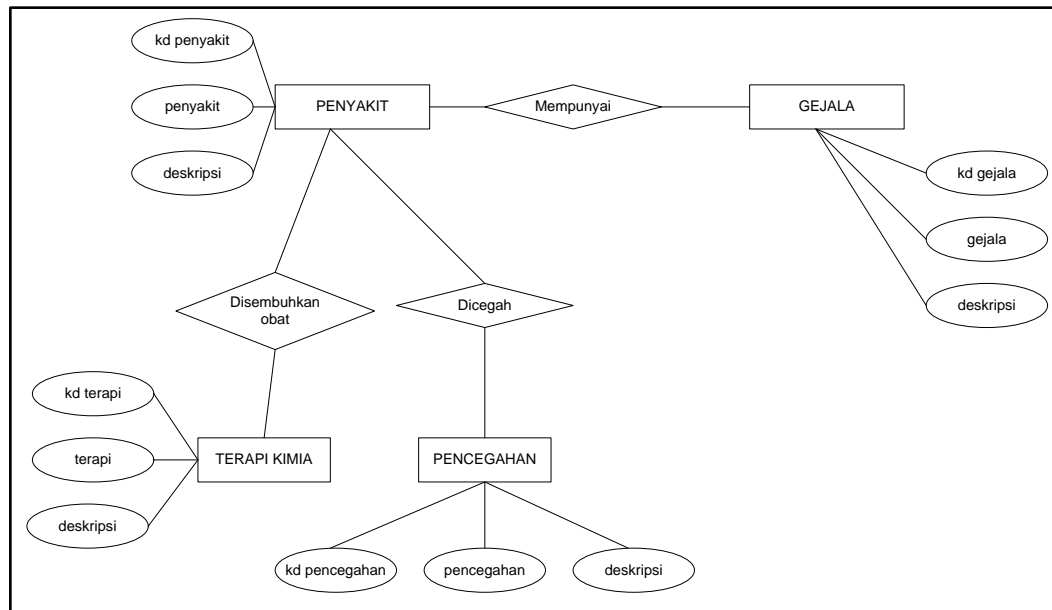 kd penyakit
penyakit
deskripsi
PENYAKIT
Mempunyai
GEJALA
kd gejala
gejala
deskripsi
Disembuhkan
obat
Dicegah
kd terapi
terapi
deskripsi
TERAPI KIMIA
PENCEGAHAN
kd pencegahan
pencegahan
deskripsi